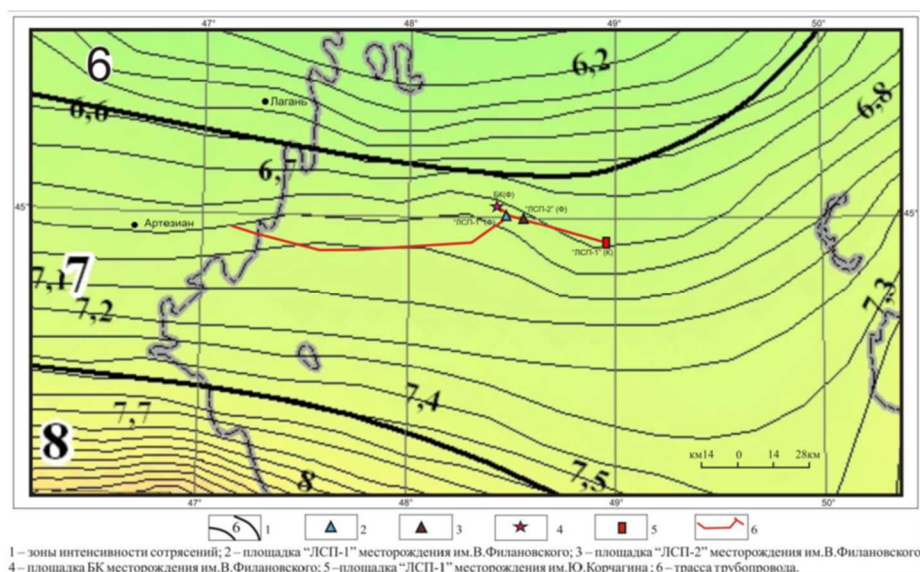 47° 48° 49° 50°
6
6,2
6,8
Лагань
6,6
6,7
БК(Ф)
45° "ЛСП-1" (Ф) "ЛСП-2" (Ф) 45°
Артезиан
"ЛСП-1" (К)
7,1 7
7,3
7,2
7,4
7,7
8
км14 0 14 28км
8
7,5
47° 48° 49° 50°
6 1 2 3 4 5 6
1 – зоны интенсивности сотрясений; 2 – площадка “ЛСП-1” месторождения им.В.Филановского; 3 – площадка “ЛСП-2” месторождения им.В.Филановского
4 – площадка БК месторождения им.В.Филановского; 5 –площадка “ЛСП-1” месторождения им.Ю.Корчагина ; 6 – трасса трубопровода.